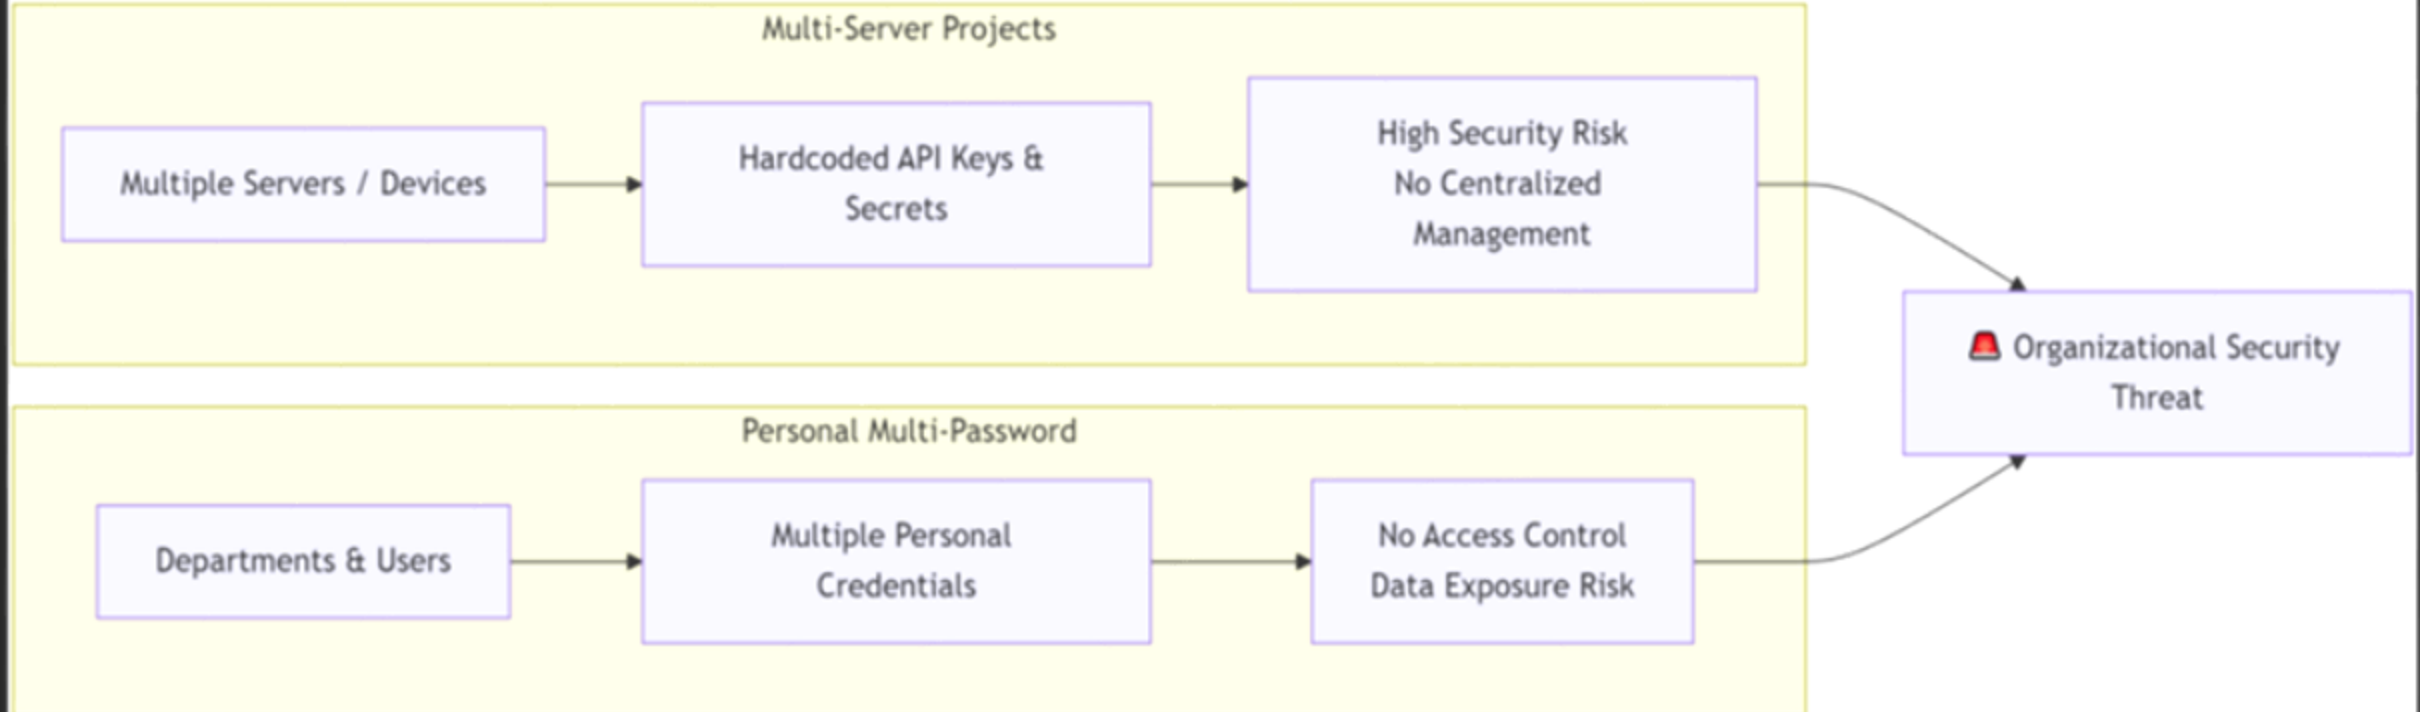 Multi-Server Projects
Multiple Servers / Devices
Hardcoded API Keys &
Secrets
High Security Risk
No Centralized
Management
🚨 Organizational Security
Threat
Personal Multi-Password
Departments & Users
Multiple Personal
Credentials
No Access Control
Data Exposure Risk